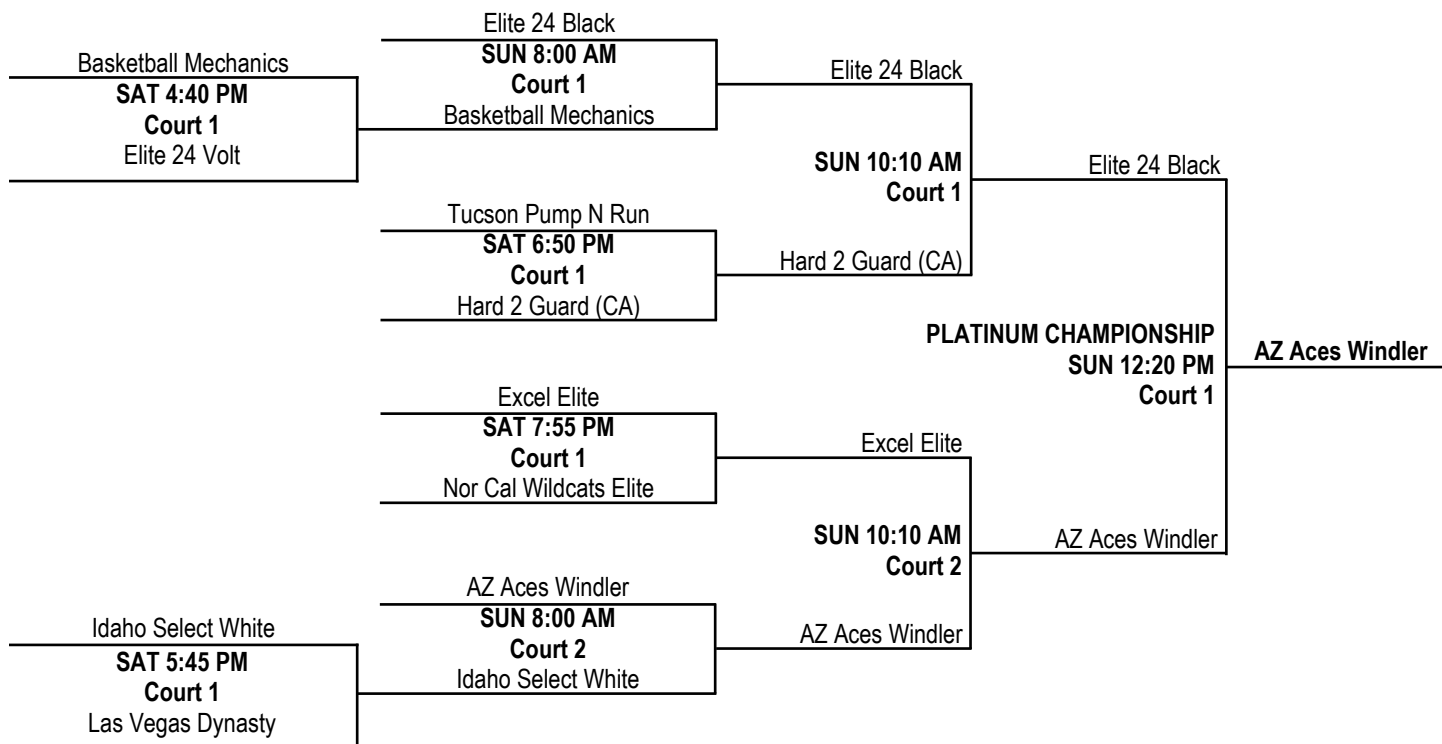 Elite 24 Black
Basketball Mechanics
SUN 8:00 AM
SAT 4:40 PM
Court 1
Elite 24 Black
Court 1
Basketball Mechanics
Elite 24 Volt
SUN 10:10 AM
Elite 24 Black
Court 1
Tucson Pump N Run
SAT 6:50 PM
Court 1
Hard 2 Guard (CA)
Hard 2 Guard (CA)
PLATINUM CHAMPIONSHIP
SUN 12:20 PM
AZ Aces Windler
Court 1
Excel Elite
SAT 7:55 PM
Court 1
Excel Elite
Nor Cal Wildcats Elite
SUN 10:10 AM
AZ Aces Windler
Court 2
AZ Aces Windler
SUN 8:00 AM
Idaho Select White
AZ Aces Windler
Court 2
SAT 5:45 PM
Idaho Select White
Court 1
Las Vegas Dynasty